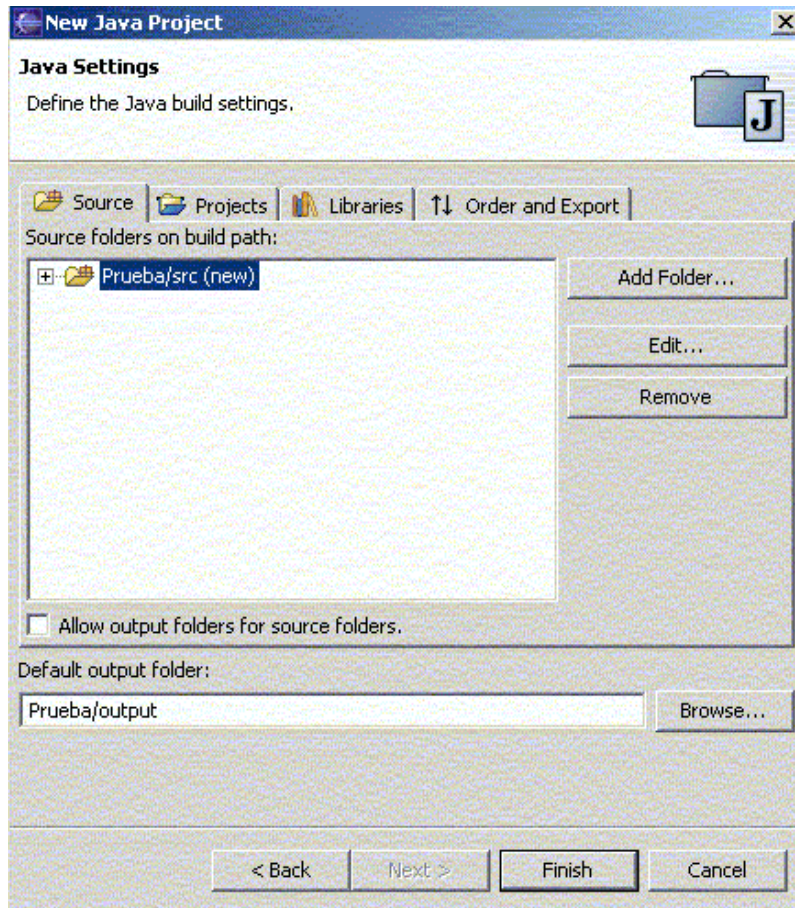 New Java Project
Java Settings
Define the Java build settings.
J
Source Projects Libraries Order and Export
Source folders on build path:
Prueba/src (new)
Add Folder...
Edit...
Remove
Allow output folders for source folders.
Default output folder:
Prueba/output Browse...
< Back Next > Finish Cancel